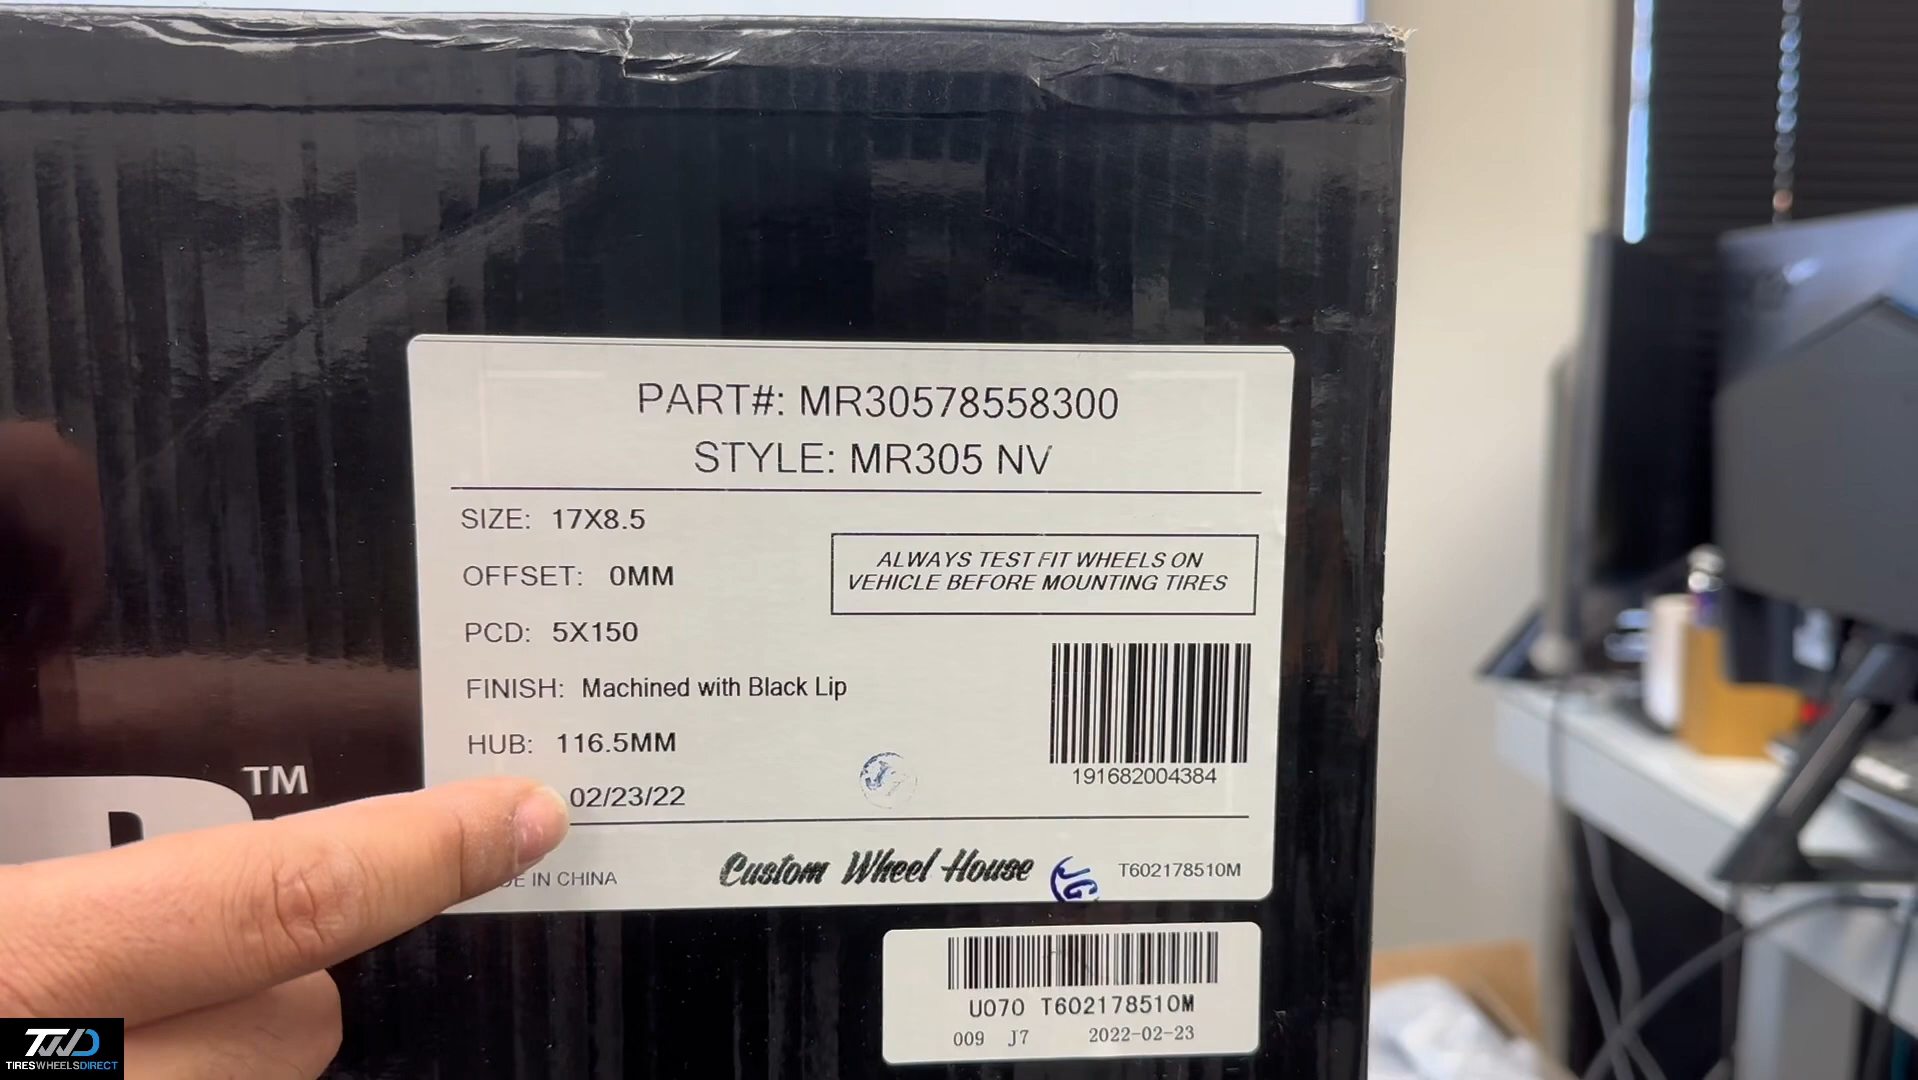 PART#: MR30578558300
STYLE: MR305 NV
SIZE: 17X8.5
OFFSET: 0MM
PCD: 5X150
FINISH: Machined with Black Lip
HUB: 116.5MM
02/23/22
ALWAYS TEST FIT WHEELS ON
VEHICLE BEFORE MOUNTING TIRES
191682004384
IN CHINA
Custom Wheel House
JG
T602178510M
U070 T602178510M
009 J7 2022-02-23
TM
TWD
TIRESWHEELSDIRECT